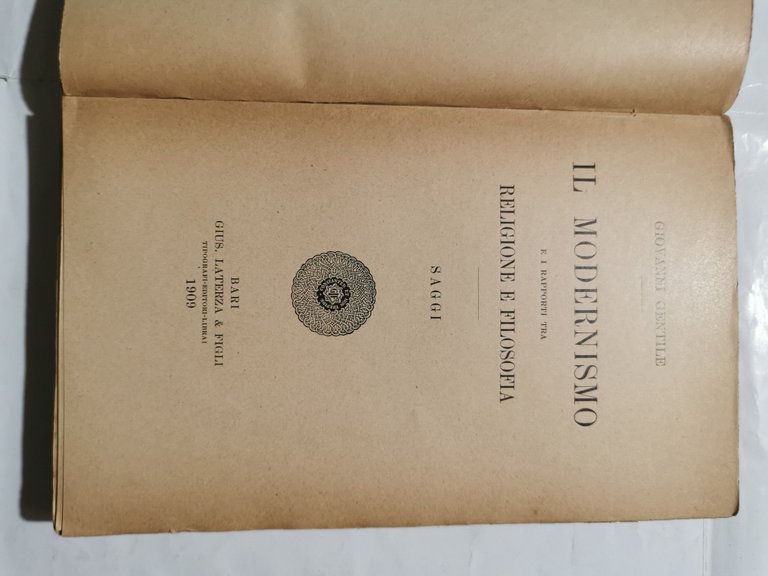 GIOVANNI GENTILE
IL MODERNISMO
E I RAPPORTI TRA
RELIGIONE E FILOSOFIA
SAGGI
BARI
GIUS. LATERZA & FIGLI
TIPOGRAFI-EDITORI-LIBRAI
1909